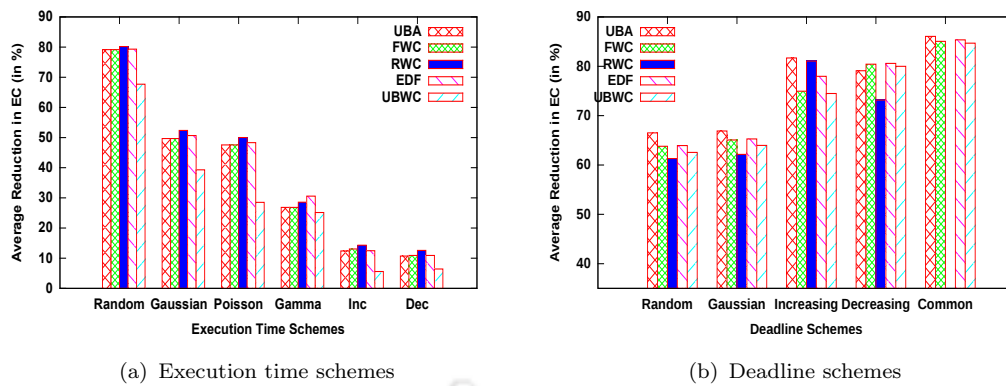 Average Reduction in EC (in %)
90
80
70
60
50
40
30
20
10
0
UBA
FWC
RWC
EDF
UBWC
Random Gaussian Poisson Gamma Inc Dec
Execution Time Schemes
(a) Execution time schemes
Average Reduction in EC (in %)
90
80
70
60
50
40
UBA
FWC
RWC
EDF
UBWC
Random Gaussian Increasing Decreasing Common
Deadline Schemes
(b) Deadline schemes